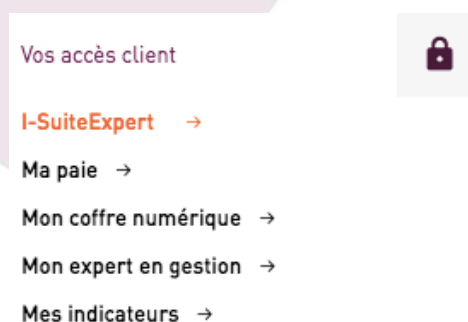 Vos accès client
I-SuiteExpert →
Ma paie →
Mon coffre numérique →
Mon expert en gestion →
Mes indicateurs →